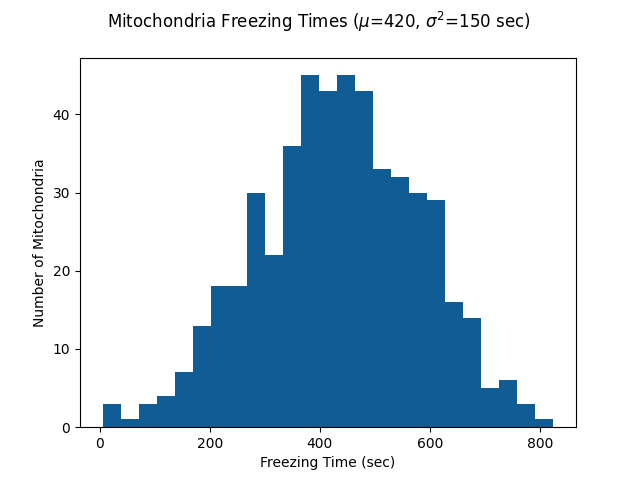 Mitochondria Freezing Times (μ=420, σ²=150 sec)
40
30
20
10
0
Number of Mitochondria
0 200 400 600 800
Freezing Time (sec)